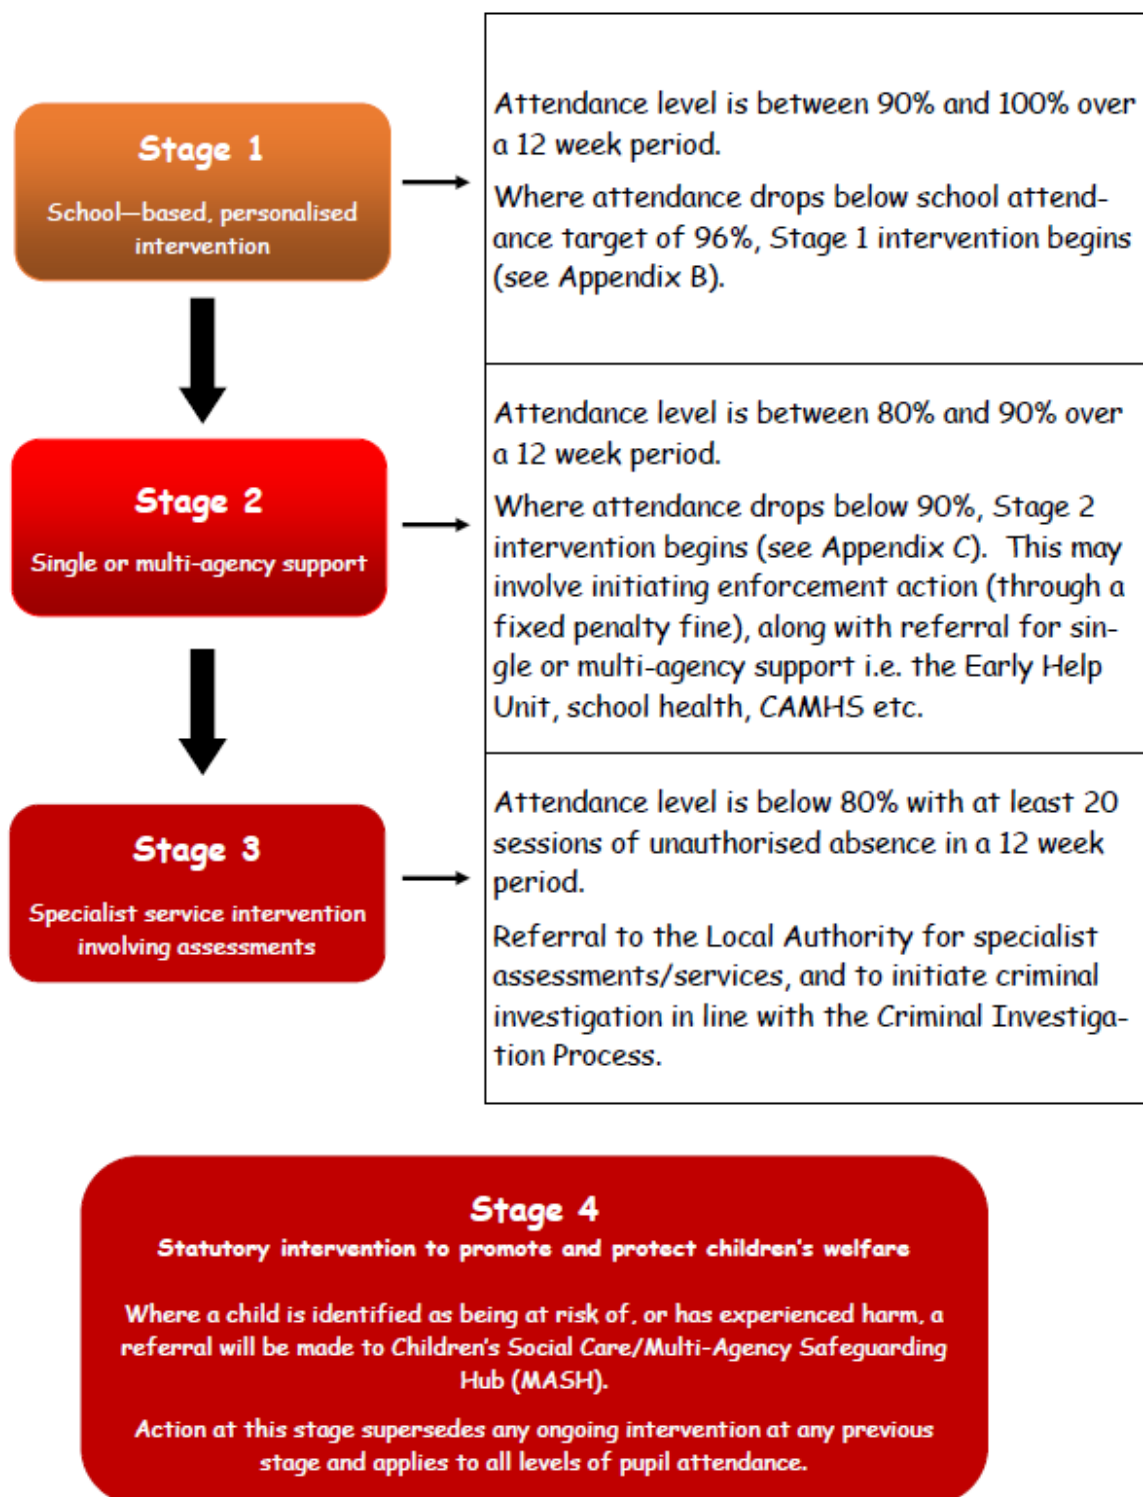 Stage 1
School—based, personalised
intervention
Attendance level is between 90% and 100% over
a 12 week period.
Where attendance drops below school attend-
ance target of 96%, Stage 1 intervention begins
(see Appendix B).
Stage 2
Single or multi-agency support
Attendance level is between 80% and 90% over
a 12 week period.
Where attendance drops below 90%, Stage 2
intervention begins (see Appendix C).  This may
involve initiating enforcement action (through a
fixed penalty fine), along with referral for sin-
gle or multi-agency support i.e. the Early Help
Unit, school health, CAMHS etc.
Stage 3
Specialist service intervention
involving assessments
Attendance level is below 80% with at least 20
sessions of unauthorised absence in a 12 week
period.
Referral to the Local Authority for specialist
assessments/services, and to initiate criminal
investigation in line with the Criminal Investiga-
tion Process.
Stage 4
Statutory intervention to promote and protect children's welfare
Where a child is identified as being at risk of, or has experienced harm, a
referral will be made to Children's Social Care/Multi-Agency Safeguarding
Hub (MASH).
Action at this stage supersedes any ongoing intervention at any previous
stage and applies to all levels of pupil attendance.